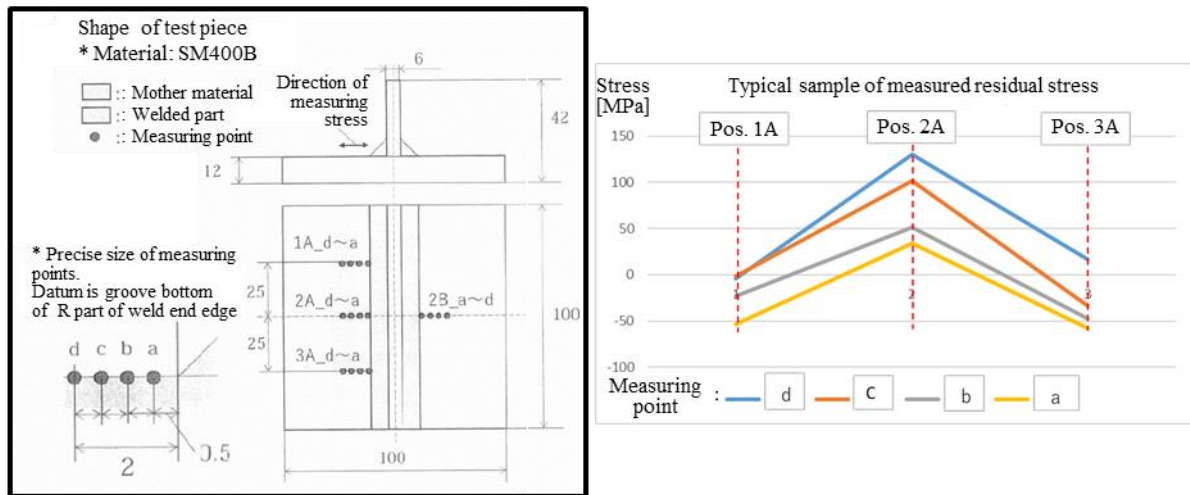 Shape of test piece
* Material: SM400B
:: Mother material
:: Welded part
:: Measuring point
Direction of
measuring
stress
6
42
12
* Precise size of measuring
points.
Datum is groove bottom
of R part of weld end edge
1A_d~a
25
2A_d~a
2B_a~d
25
3A_d~a
100
100
d c b a
0.5
2
Stress
[MPa]
Typical sample of measured residual stress
Pos. 1A
Pos. 2A
Pos. 3A
150
100
50
0
-50
-100
1
2
3
Measuring
point
:
d
C
b
a